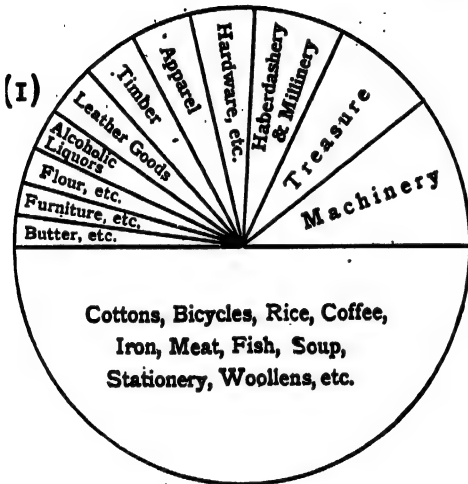 (1)
Butter, etc.
Furniture, etc.
Flour, etc.
Alcoholic
Liquors
Leather Goods
Timber
Apparel
Hardware, etc.
Haberdashery
& Millinery
Treasure
Machinery
Cottons, Bicycles, Rice, Coffee,
Iron, Meat, Fish, Soup,
Stationery, Woollens, etc.